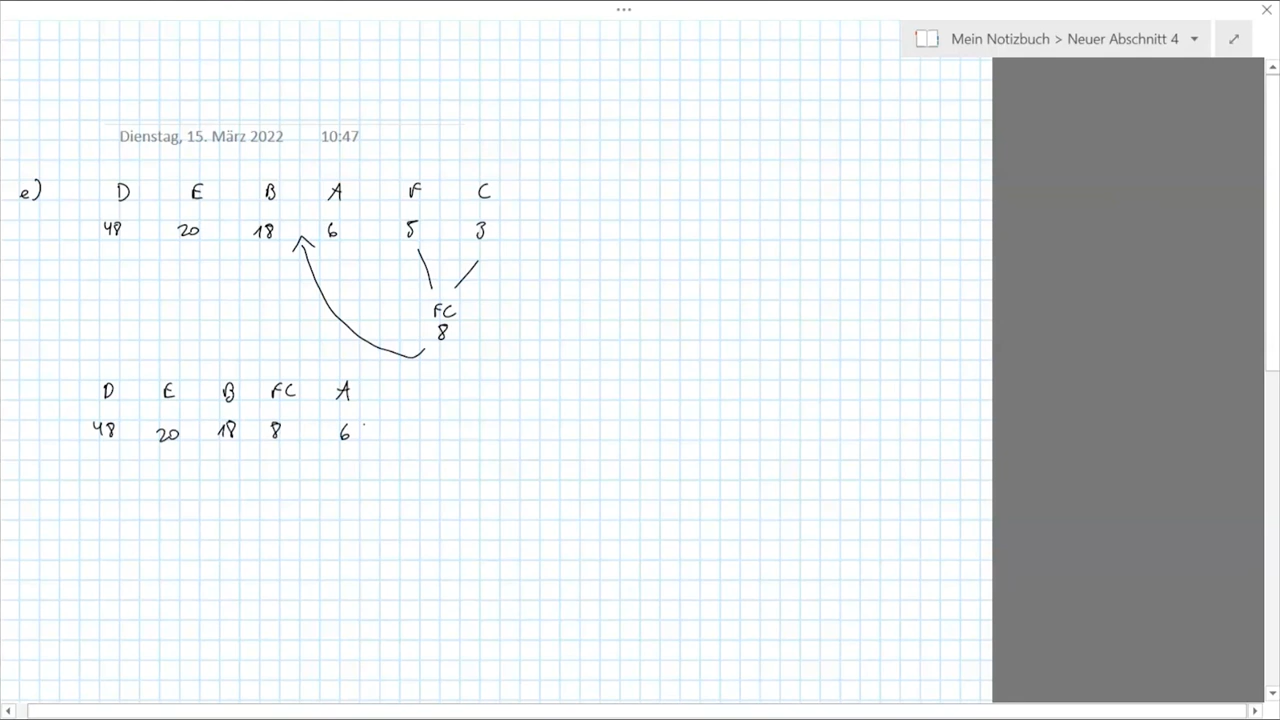 Mein Notizbuch > Neuer Abschnitt 4
Dienstag, 15. März 2022 10:47
e) D E B A F C
48 20 18 6 5 3
FC
8
D E B FC A
48 20 18 8 6